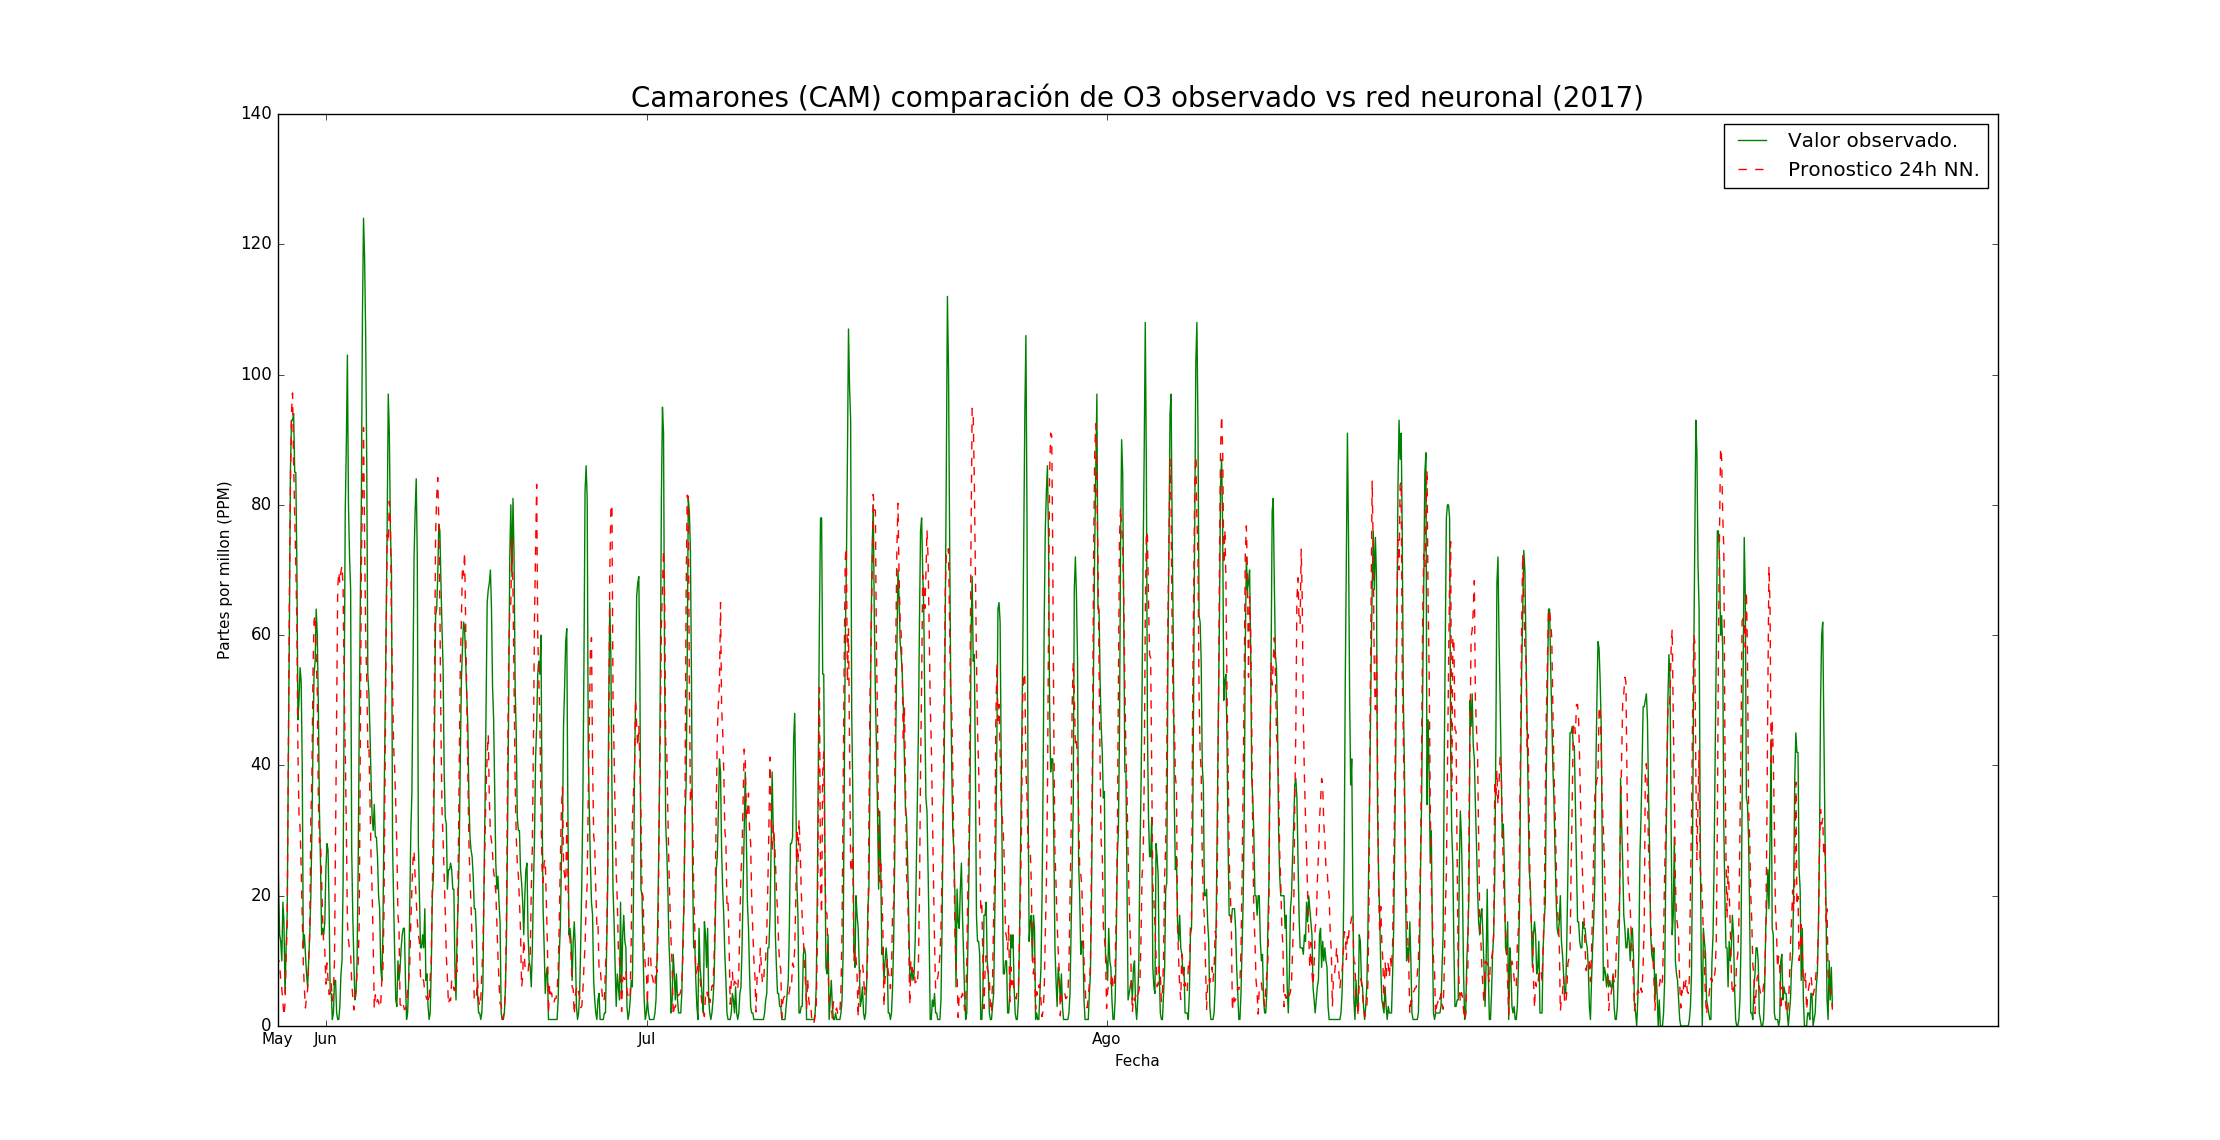 Camarones (CAM) comparación de O3 observado vs red neuronal (2017)
140
120
100
80
60
40
20
0
Partes por millon (PPM)
Valor observado.
Pronostico 24h NN.
May Jun Jul Ago
Fecha